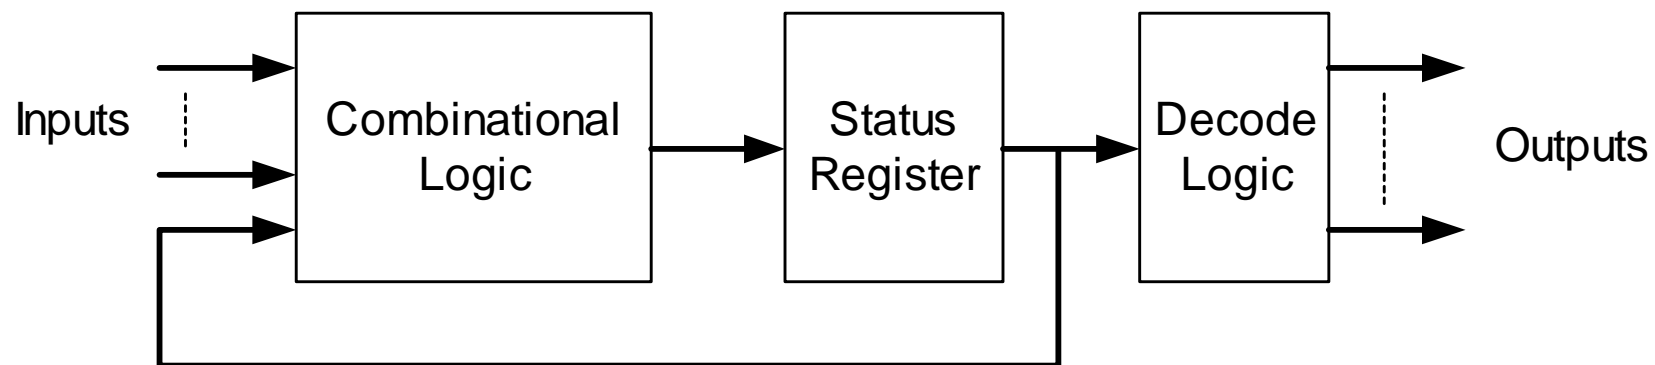 Inputs
Combinational
Logic
Status
Register
Decode
Logic
Outputs